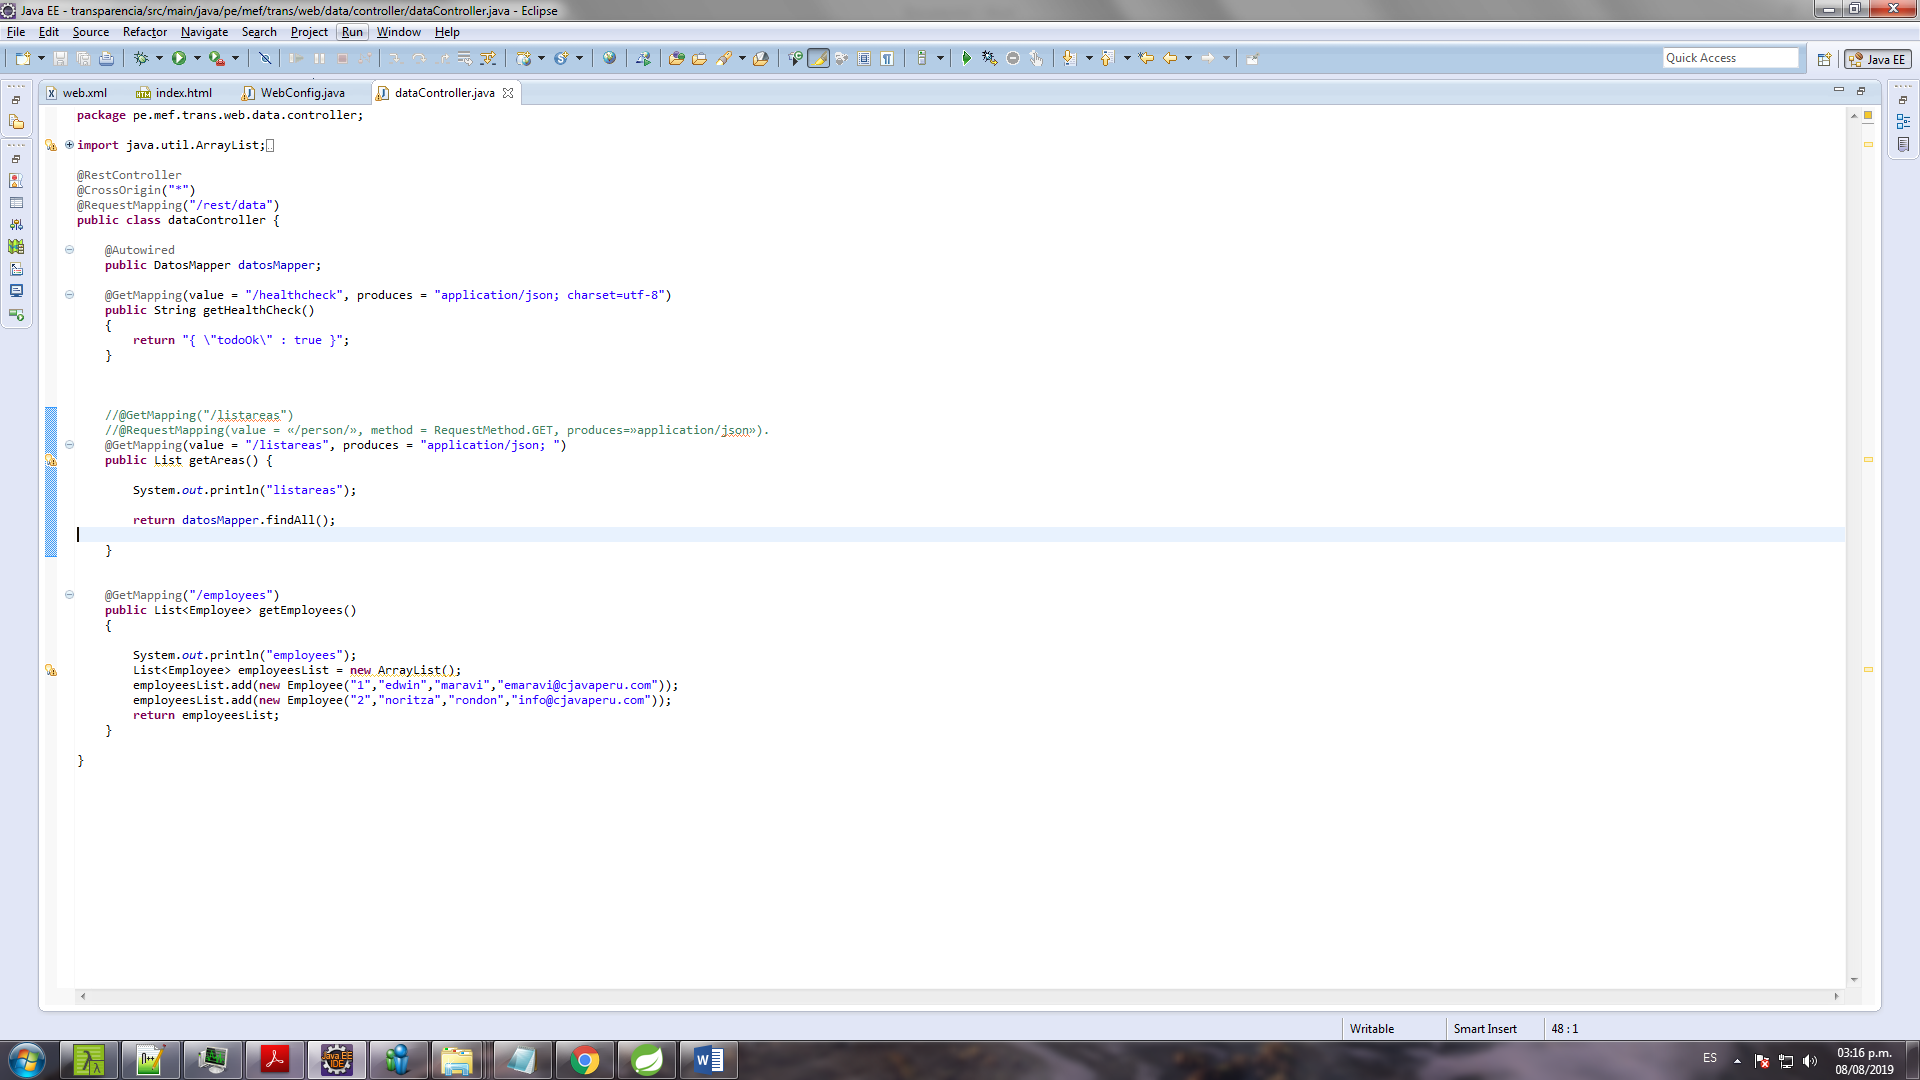 Java EE - transparencia/src/main/java/pe/mef/trans/web/data/controller/dataController.java - Eclipse
File Edit Source Refactor Navigate Search Project Run Window Help
Quick Access
Java EE
web.xml index.html WebConfig.java dataController.java
package pe.mef.trans.web.data.controller;
import java.util.ArrayList;
@RestController
@CrossOrigin("*")
@RequestMapping("/rest/data")
public class dataController {
@Autowired
public DatosMapper datosMapper;
@GetMapping(value = "/healthcheck", produces = "application/json; charset=utf-8")
public String getHealthCheck()
{
return "{ \"todoOk\" : true }";
}
//@GetMapping("/listareas")
//@RequestMapping(value = «/person/», method = RequestMethod.GET, produces=»application/json»).
@GetMapping(value = "/listareas", produces = "application/json; ")
public List getAreas() {
System.out.println("listareas");
return datosMapper.findAll();
}
@GetMapping("/employees")
public List<Employee> getEmployees()
{
System.out.println("employees");
List<Employee> employeesList = new ArrayList();
employeesList.add(new Employee("1","edwin","maravi","emaravi@cjavaperu.com"));
employeesList.add(new Employee("2","noritza","rondon","info@cjavaperu.com"));
return employeesList;
}
}
Writable Smart Insert 48 : 1
Java EE
IDE
ES
03:16 p.m.
08/08/2019